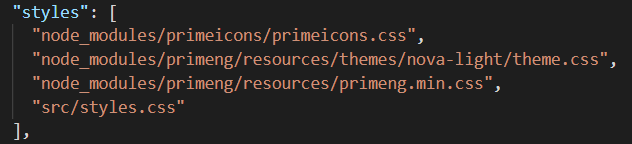 "styles": [
"node_modules/primeicons/primeicons.css",
"node_modules/primeng/resources/themes/nova-light/theme.css",
"node_modules/primeng/resources/primeng.min.css",
"src/styles.css"
],